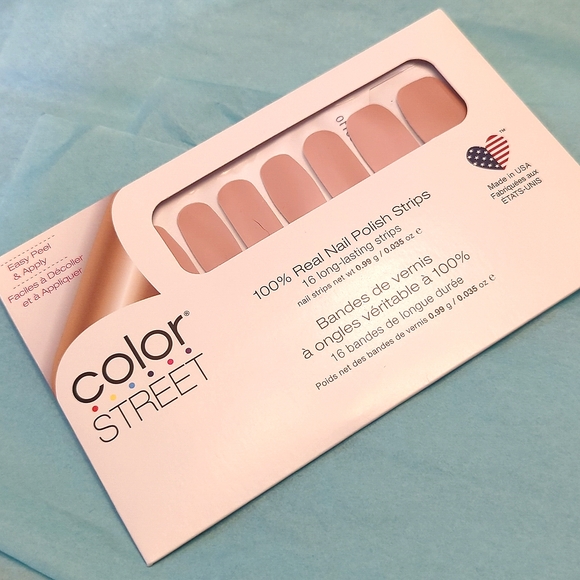 Easy Peel
& Apply
Faciles à Décoller
et à Appliquer
color®
STREET
100% Real Nail Polish Strips
16 long-lasting strips
nail strips net wt 0.99 g / 0.035 oz ℮
Bandes de vernis
à ongles véritable à 100%
16 bandes de longue durée
Poids net des bandes de vernis 0.99 g / 0.035 oz ℮
™
Made in USA
Fabriquées aux
ÉTATS-UNIS